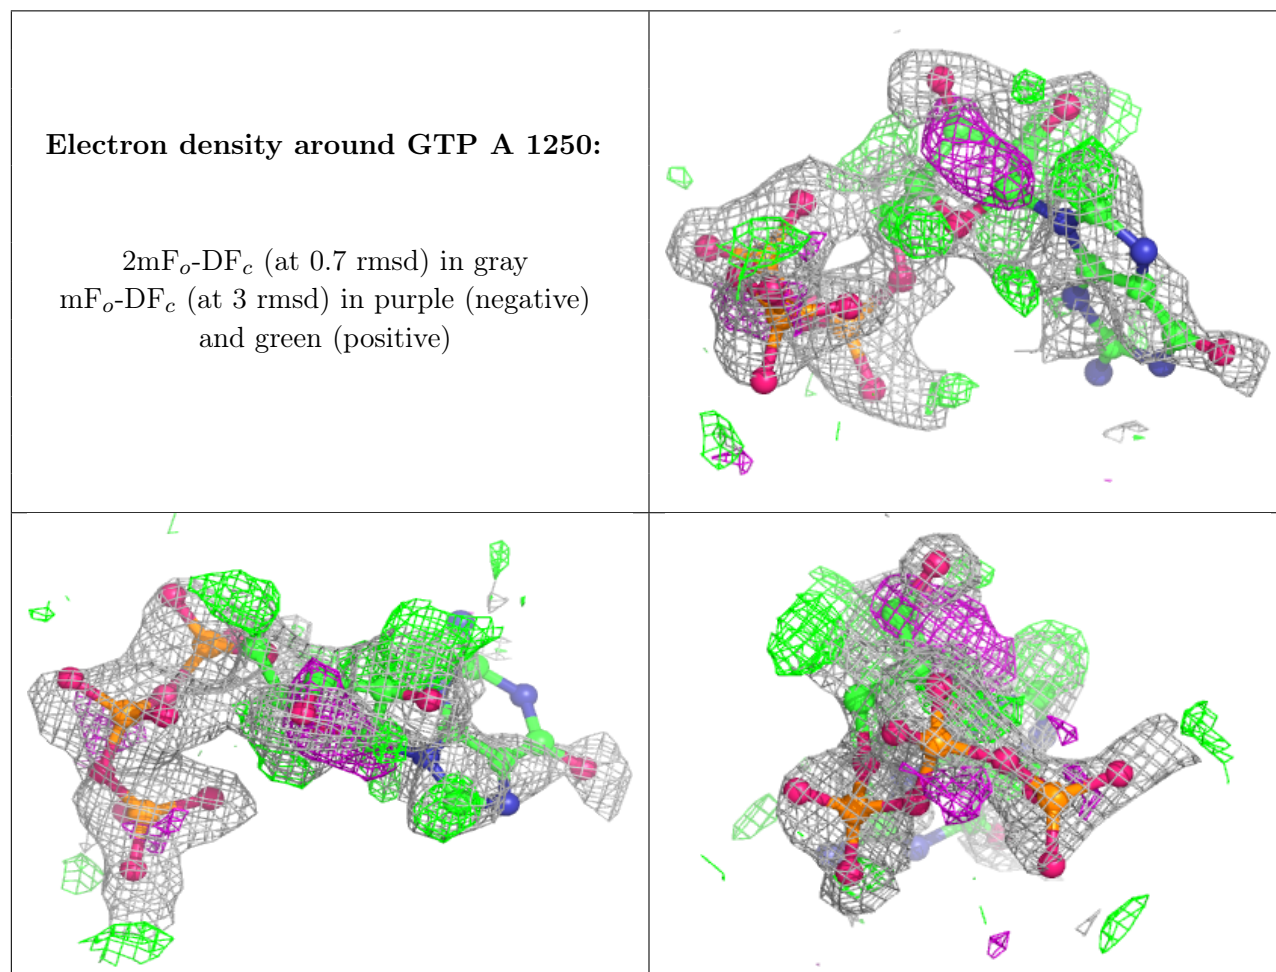 Electron density around GTP A 1250:
2mFo-DFc (at 0.7 rmsd) in gray
mFo-DFc (at 3 rmsd) in purple (negative)
and green (positive)